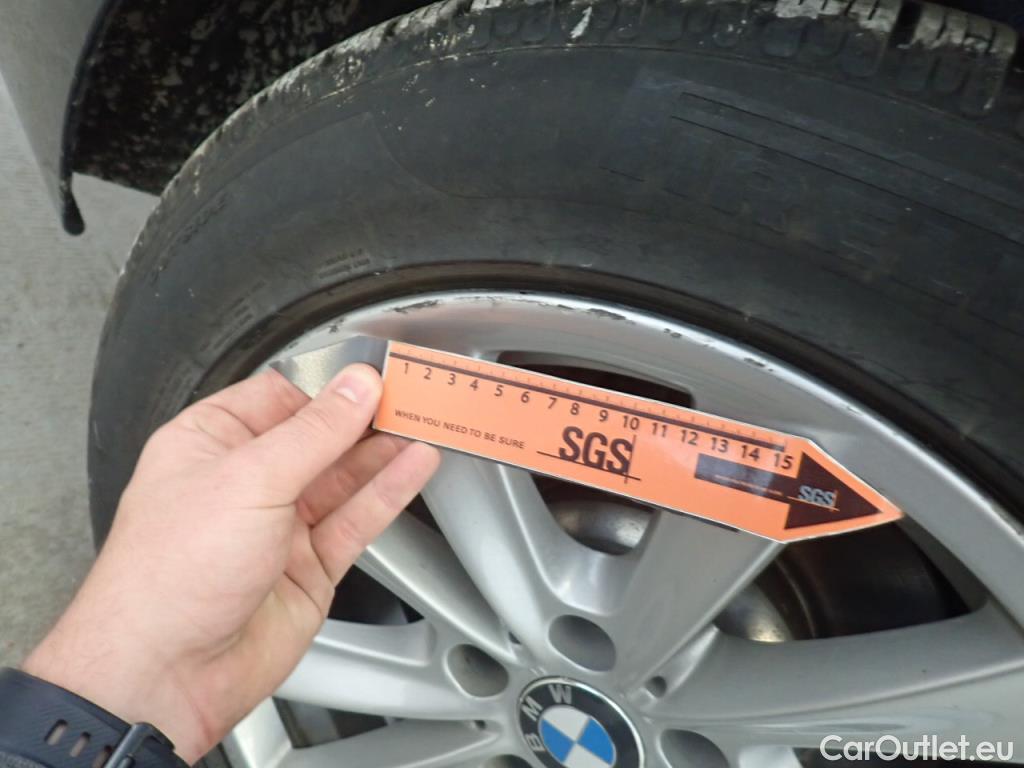 1 2 3 4 5 6 7 8 9 10 11 12 13 14 15
WHEN YOU NEED TO BE SURE
SGS
SGS
BMW
CarOutlet.eu